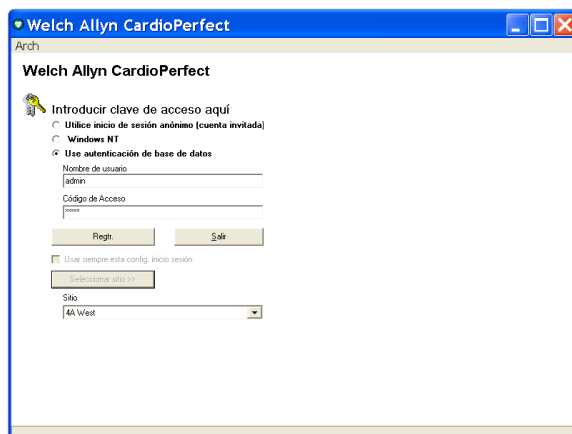 Welch Allyn CardioPerfect
Arch
Welch Allyn CardioPerfect
Introducir clave de acceso aquí
Utilice inicio de sesión anónimo (cuenta invitada)
Windows NT
Use autenticación de base de datos
Nombre de usuario
admin
Código de Acceso
****
Regtr.
Salir
Usar siempre esta config. inicio sesión
Seleccionar sitio >>
Sitio
4A West